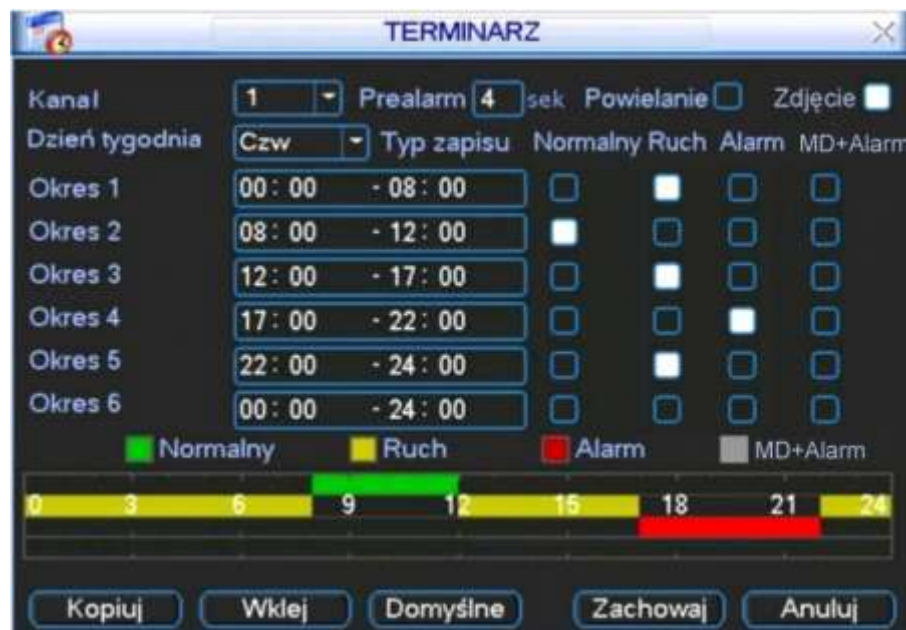 TERMINARZ
Kanał 1 Prealarm 4 sek Powielanie Zdjęcie
Dzień tygodnia Czw Typ zapisu Normalny Ruch Alarm MD+Alarm
Okres 1 00: 00 - 08: 00
Okres 2 08: 00 - 12: 00
Okres 3 12: 00 - 17: 00
Okres 4 17: 00 - 22: 00
Okres 5 22: 00 - 24: 00
Okres 6 00: 00 - 24: 00
Normalny Ruch Alarm MD+Alarm
0 3 6 9 12 15 18 21 24
Kopiuj Wklej Domyślne Zachowaj Anuluj